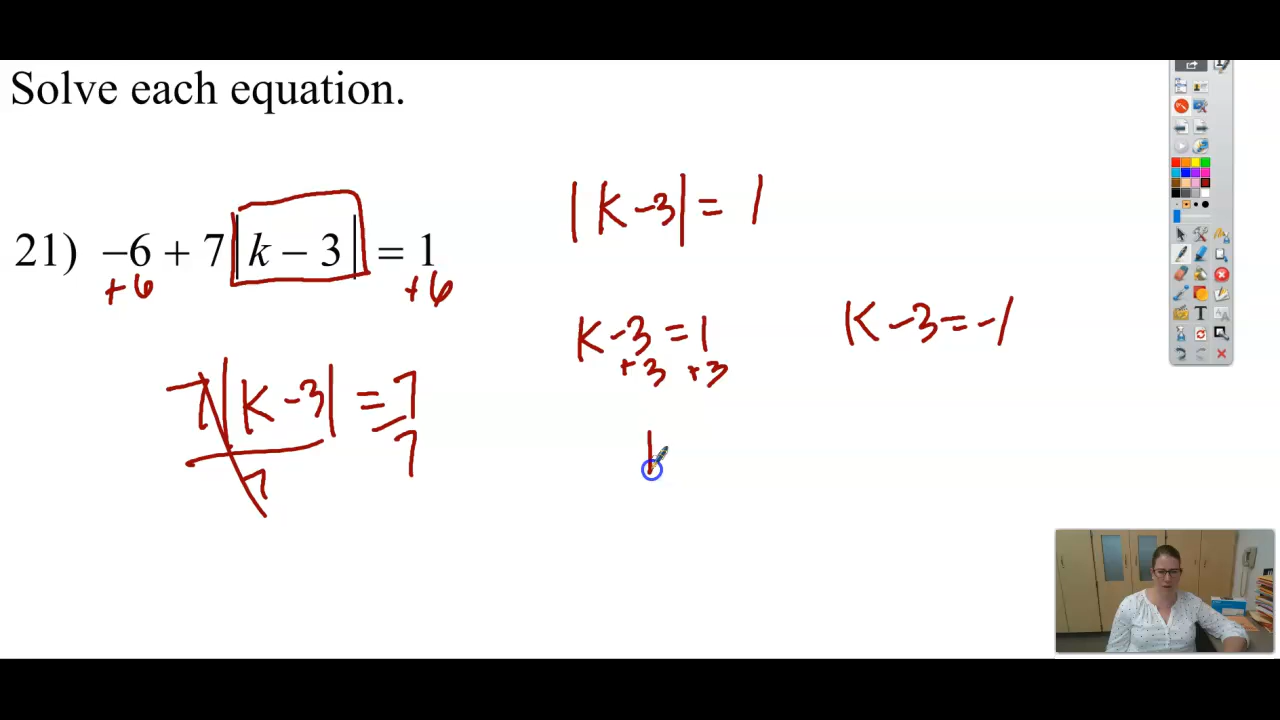 Solve each equation.
21) −6 + 7|k − 3| = 1
+6 +6
7|k-3| = 7
7 7
|k-3| = 1
k-3=1
+3 +3
k-3=-1